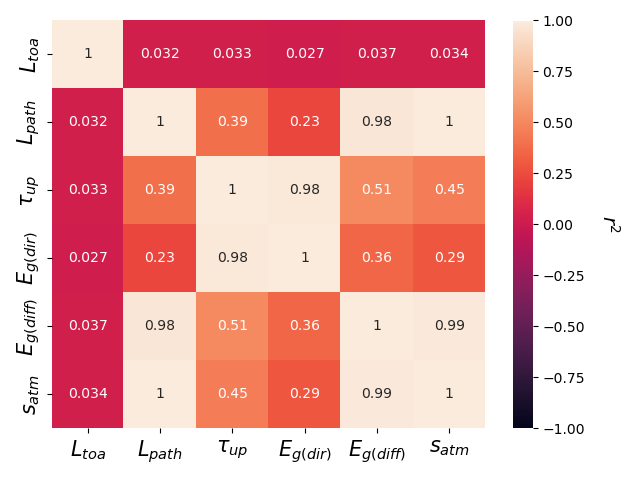 L_toa 1 0.032 0.033 0.027 0.037 0.034
L_path 0.032 1 0.39 0.23 0.98 1
τ_up 0.033 0.39 1 0.98 0.51 0.45
E_g(dir) 0.027 0.23 0.98 1 0.36 0.29
E_g(diff) 0.037 0.98 0.51 0.36 1 0.99
s_atm 0.034 1 0.45 0.29 0.99 1
L_toa L_path τ_up E_g(dir) E_g(diff) s_atm
1.00
0.75
0.50
0.25
0.00
−0.25
−0.50
−0.75
−1.00
r²